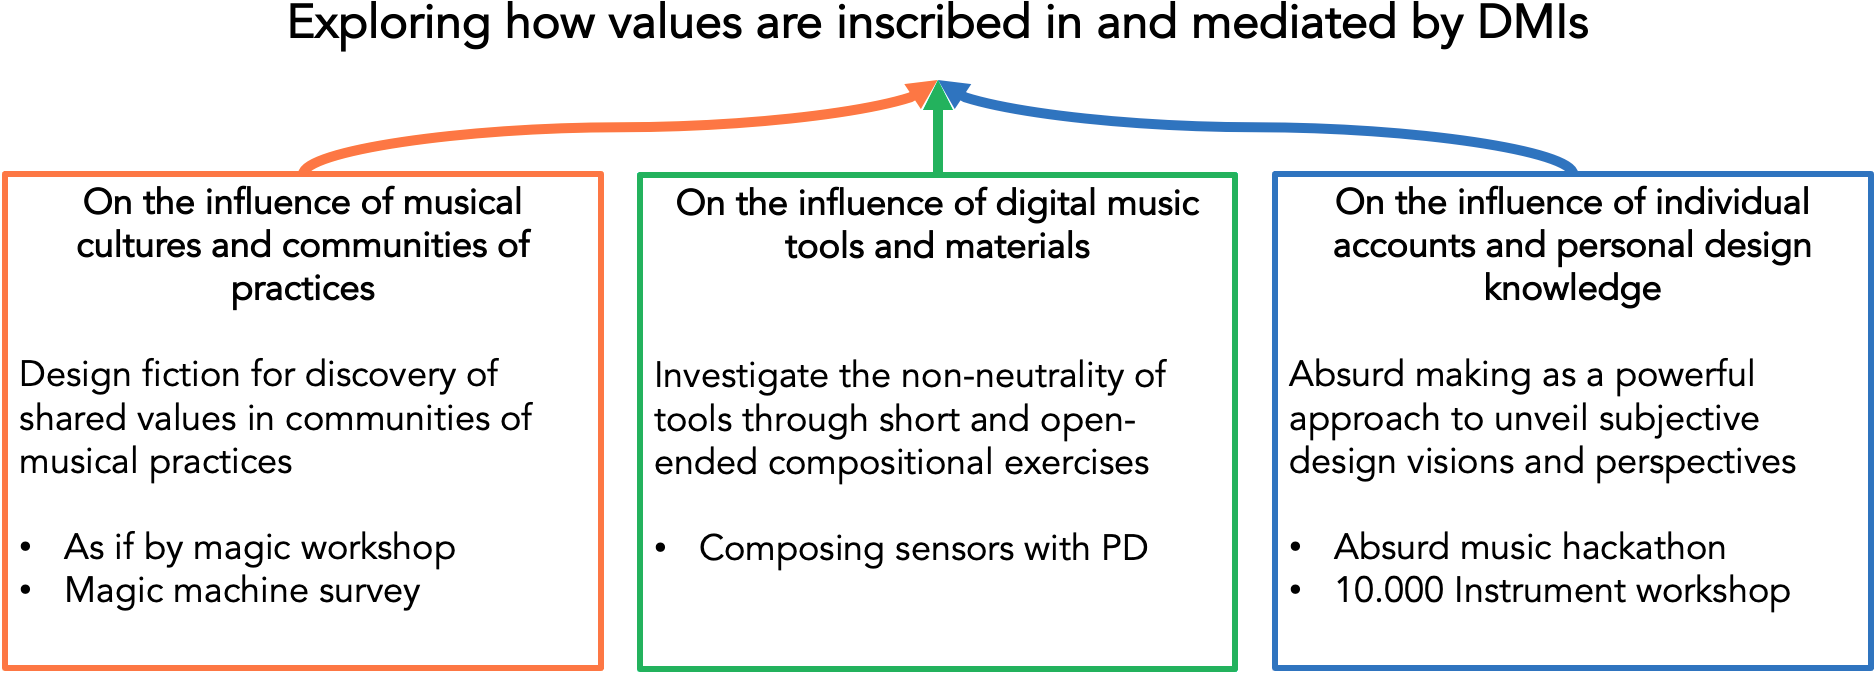 Exploring how values are inscribed in and mediated by DMIs
On the influence of musical
cultures and communities of
practices
Design fiction for discovery of
shared values in communities of
musical practices
• As if by magic workshop
• Magic machine survey
On the influence of digital music
tools and materials
Investigate the non-neutrality of
tools through short and open-
ended compositional exercises
• Composing sensors with PD
On the influence of individual
accounts and personal design
knowledge
Absurd making as a powerful
approach to unveil subjective
design visions and perspectives
• Absurd music hackathon
• 10.000 Instrument workshop